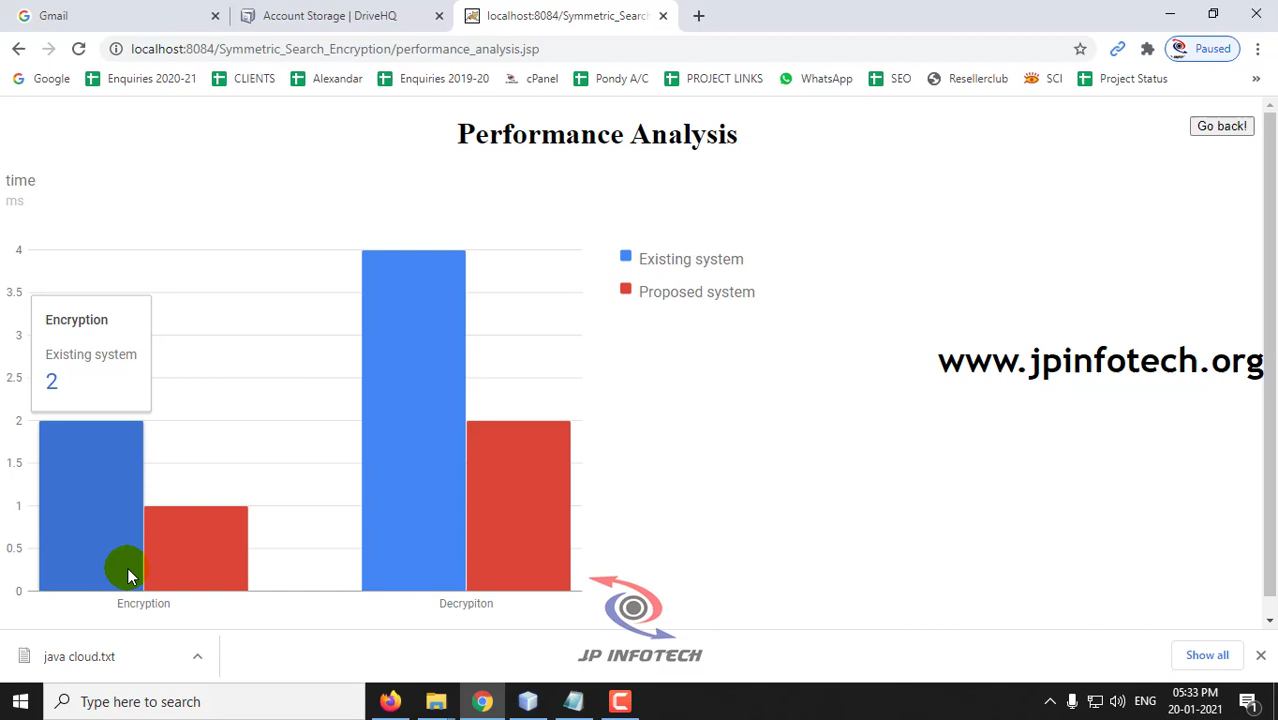 Gmail
Account Storage | DriveHQ
localhost:8084/Symmetric_Search
localhost:8084/Symmetric_Search_Encryption/performance_analysis.jsp
Paused
Google
Enquiries 2020-21
CLIENTS
Alexandar
Enquiries 2019-20
cPanel
Pondy A/C
PROJECT LINKS
WhatsApp
SEO
Resellerclub
SCI
Project Status
Performance Analysis
Go back!
time
ms
4
3.5
3
2.5
2
1.5
1
0.5
0
Encryption
Existing system
2
Existing system
Proposed system
www.jpinfotech.org
Encryption
Decrypiton
JP INFOTECH
java cloud.txt
Show all
Type here to search
ENG
05:33 PM
20-01-2021
1